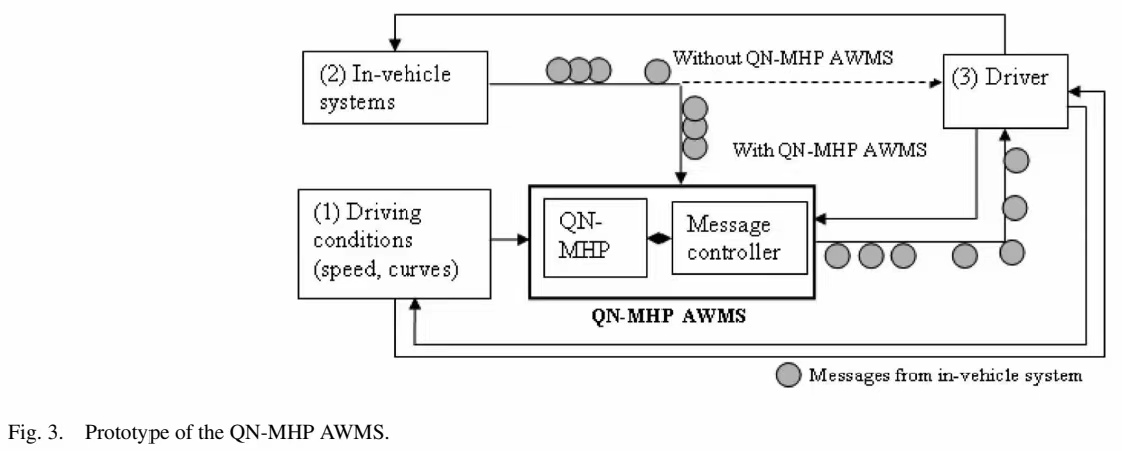 Without QN-MHP AWMS
(2) In-vehicle
systems
(3) Driver
With QN-MHP AWMS
(1) Driving
conditions
(speed, curves)
QN-
MHP
Message
controller
QN-MHP AWMS
Messages from in-vehicle system
Fig. 3. Prototype of the QN-MHP AWMS.